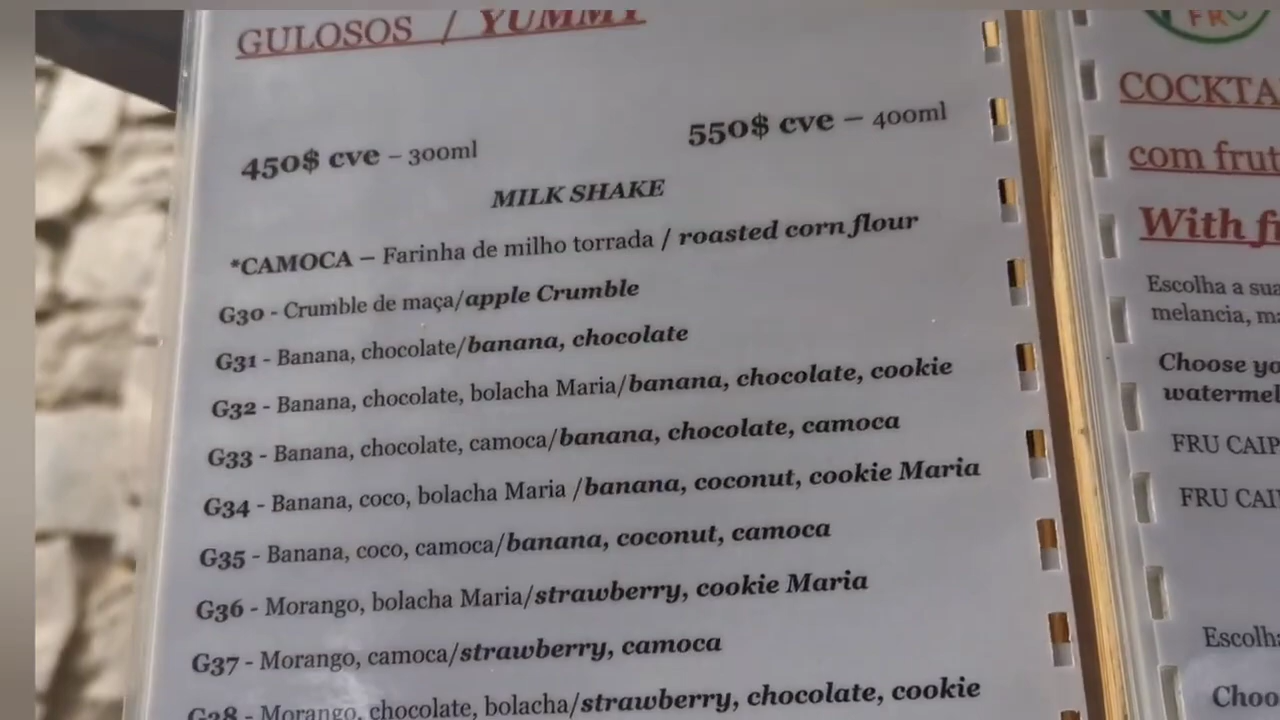 GULOSOS / YUMMY
450$ cve – 300ml
550$ cve – 400ml
MILK SHAKE
*CAMOCA – Farinha de milho torrada / roasted corn flour
G30 - Crumble de maça/apple Crumble
G31 - Banana, chocolate/banana, chocolate
G32 - Banana, chocolate, bolacha Maria/banana, chocolate, cookie
G33 - Banana, chocolate, camoca/banana, chocolate, camoca
G34 - Banana, coco, bolacha Maria /banana, coconut, cookie Maria
G35 - Banana, coco, camoca/banana, coconut, camoca
G36 - Morango, bolacha Maria/strawberry, cookie Maria
G37 - Morango, camoca/strawberry, camoca
G38 - Morango, chocolate, bolacha/strawberry, chocolate, cookie
FRU
COCKTA
com frut
With fi
Escolha a sua
melancia, ma
Choose yo
watermel
FRU CAIP
FRU CAI
Escolha
Choo